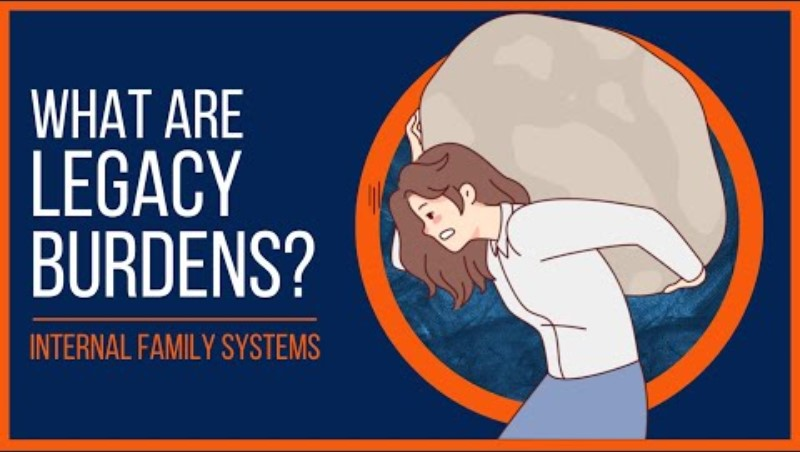 WHAT ARE
LEGACY
BURDENS?
INTERNAL FAMILY SYSTEMS